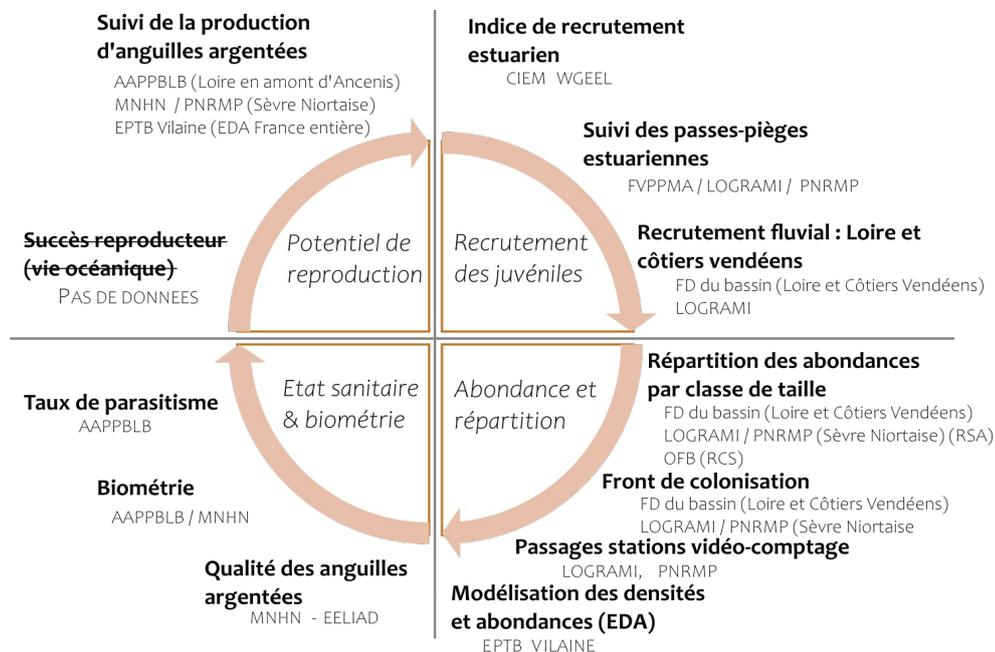 Suivi de la production
d'anguilles argentées
AAPPBLB (Loire en amont d'Ancenis)
MNHN / PNRMP (Sèvre Niortaise)
EPTB Vilaine (EDA France entière)
Succès reproducteur
(vie océanique)
PAS DE DONNEES
Potentiel de
reproduction
Indice de recrutement
estuarien
CIEM WGEEL
Suivi des passes-pièges
estuariennes
FVPPMA / LOGRAMI / PNRMP
Recrutement fluvial : Loire et
côtiers vendéens
FD du bassin (Loire et Côtiers Vendéens)
LOGRAMI
Recrutement
des juvéniles
Répartition des abondances
par classe de taille
FD du bassin (Loire et Côtiers Vendéens)
LOGRAMI / PNRMP (Sèvre Niortaise) (RSA)
OFB (RCS)
Front de colonisation
FD du bassin (Loire et Côtiers Vendéens)
LOGRAMI / PNRMP (Sèvre Niortaise
Passages stations vidéo-comptage
LOGRAMI, PNRMP
Modélisation des densités
et abondances (EDA)
EPTB VILAINE
Abondance et
répartition
Etat sanitaire
& biométrie
Taux de parasitisme
AAPPBLB
Biométrie
AAPPBLB / MNHN
Qualité des anguilles
argentées
MNHN - EELIAD